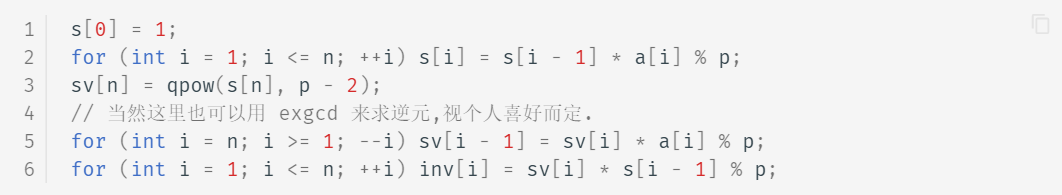 1 s[0] = 1;
2 for (int i = 1; i <= n; ++i) s[i] = s[i - 1] * a[i] % p;
3 sv[n] = qpow(s[n], p - 2);
4 // 当然这里也可以用 exgcd 来求逆元,视个人喜好而定.
5 for (int i = n; i >= 1; --i) sv[i - 1] = sv[i] * a[i] % p;
6 for (int i = 1; i <= n; ++i) inv[i] = sv[i] * s[i - 1] % p;